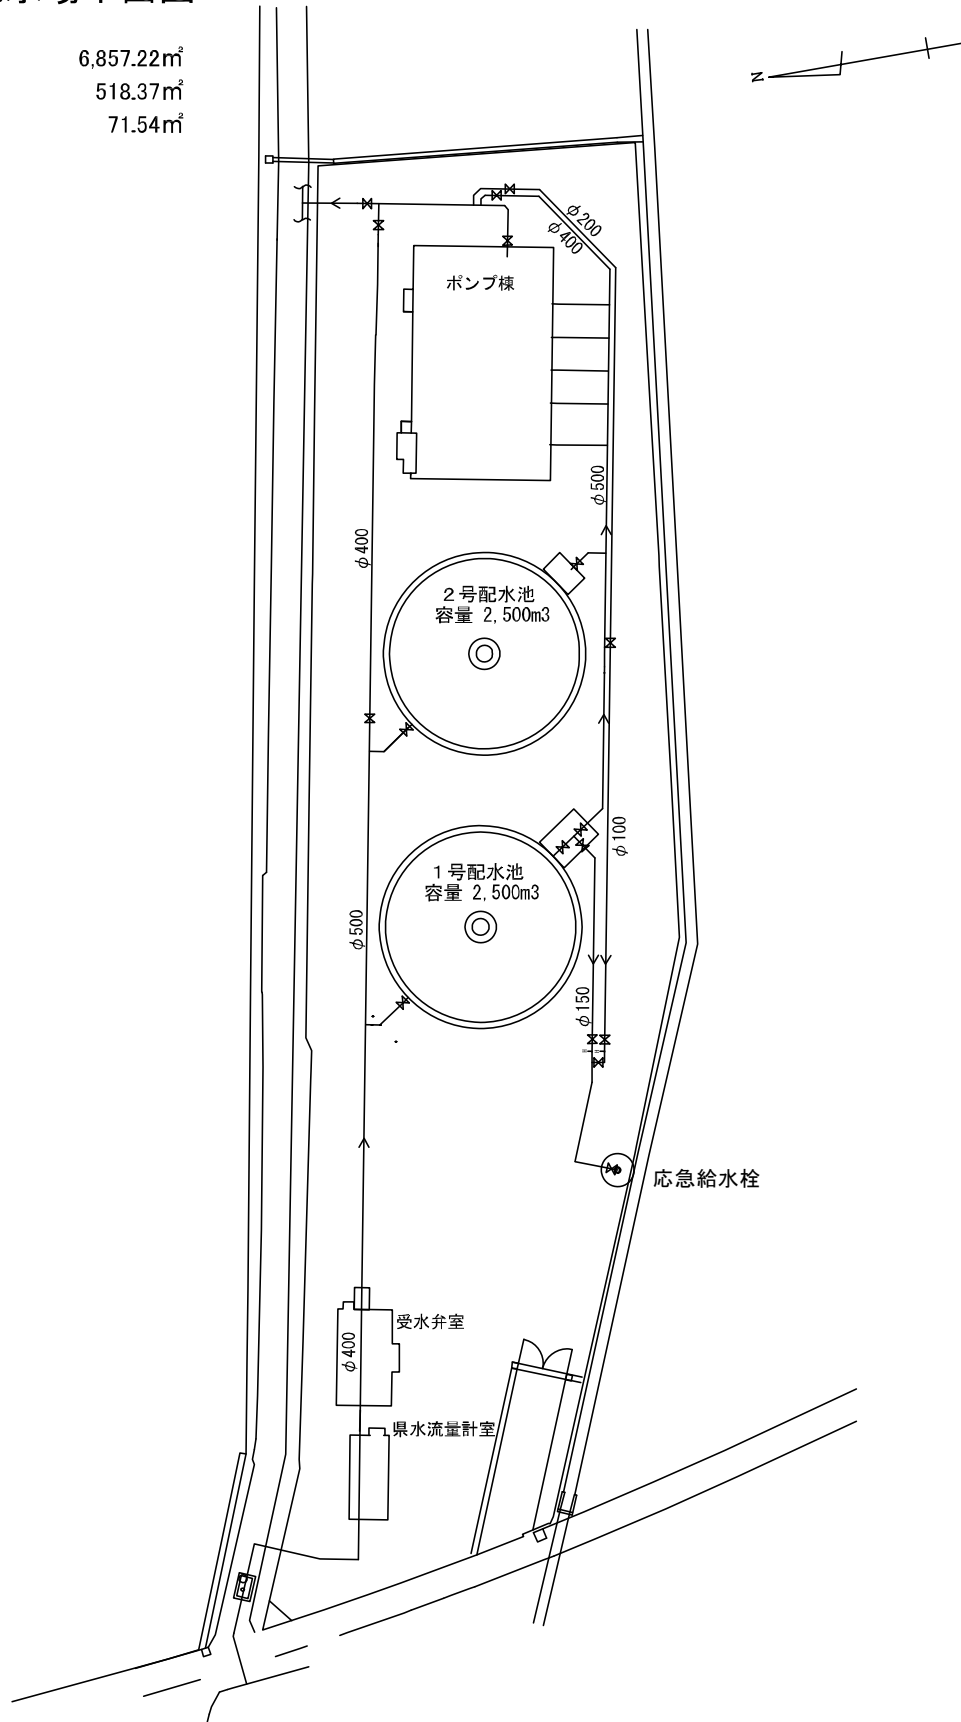 6,857.22㎡
518.37㎡
71.54㎡
N
φ200
φ400
ポンプ棟
φ500
φ400
２号配水池
容量 2,500m3
φ100
１号配水池
容量 2,500m3
φ500
φ150
応急給水栓
受水弁室
φ400
県水流量計室